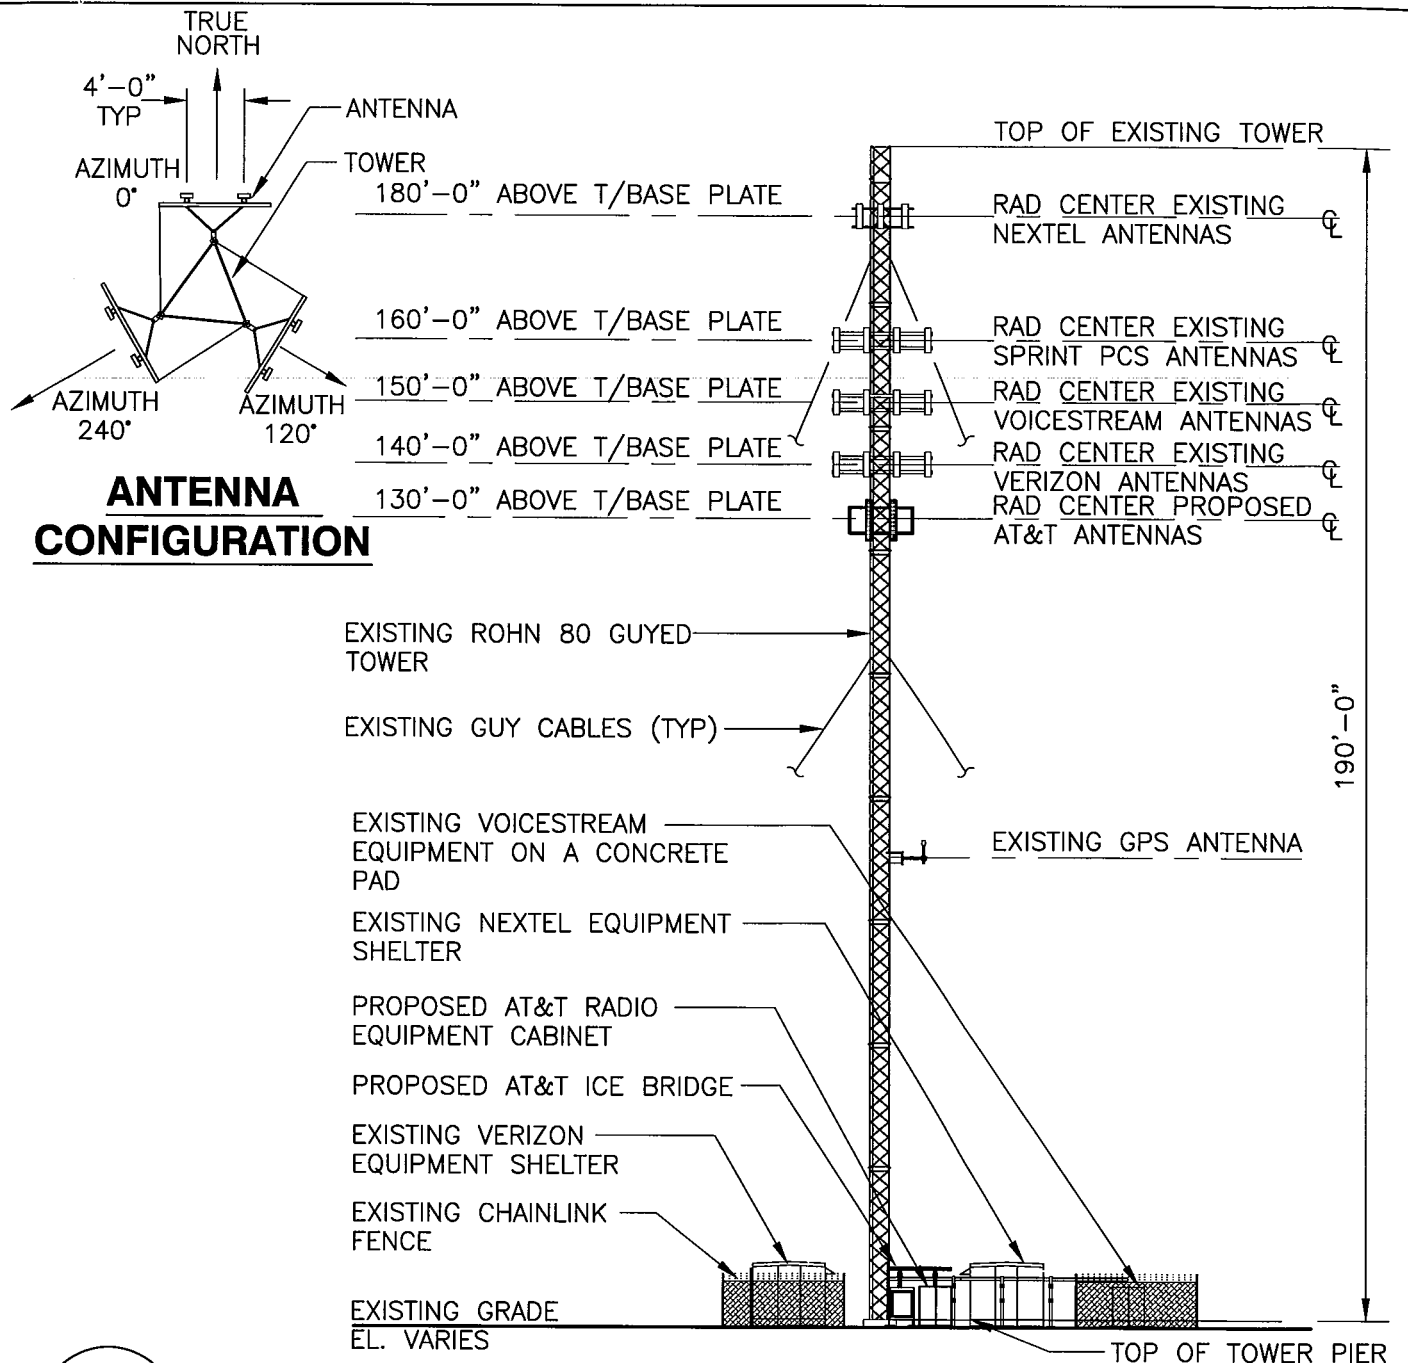 TRUE
NORTH
4'-0"
TYP
ANTENNA
AZIMUTH
0°
TOWER
AZIMUTH
240°
AZIMUTH
120°
ANTENNA
CONFIGURATION
TOP OF EXISTING TOWER
180'-0" ABOVE T/BASE PLATE
RAD CENTER EXISTING
NEXTEL ANTENNAS
℄
160'-0" ABOVE T/BASE PLATE
RAD CENTER EXISTING
SPRINT PCS ANTENNAS
℄
150'-0" ABOVE T/BASE PLATE
RAD CENTER EXISTING
VOICESTREAM ANTENNAS
℄
140'-0" ABOVE T/BASE PLATE
RAD CENTER EXISTING
VERIZON ANTENNAS
℄
130'-0" ABOVE T/BASE PLATE
RAD CENTER PROPOSED
AT&T ANTENNAS
℄
EXISTING ROHN 80 GUYED
TOWER
EXISTING GUY CABLES (TYP)
190'-0"
EXISTING VOICESTREAM
EQUIPMENT ON A CONCRETE
PAD
EXISTING GPS ANTENNA
EXISTING NEXTEL EQUIPMENT
SHELTER
PROPOSED AT&T RADIO
EQUIPMENT CABINET
PROPOSED AT&T ICE BRIDGE
EXISTING VERIZON
EQUIPMENT SHELTER
EXISTING CHAINLINK
FENCE
EXISTING GRADE
EL. VARIES
TOP OF TOWER PIER